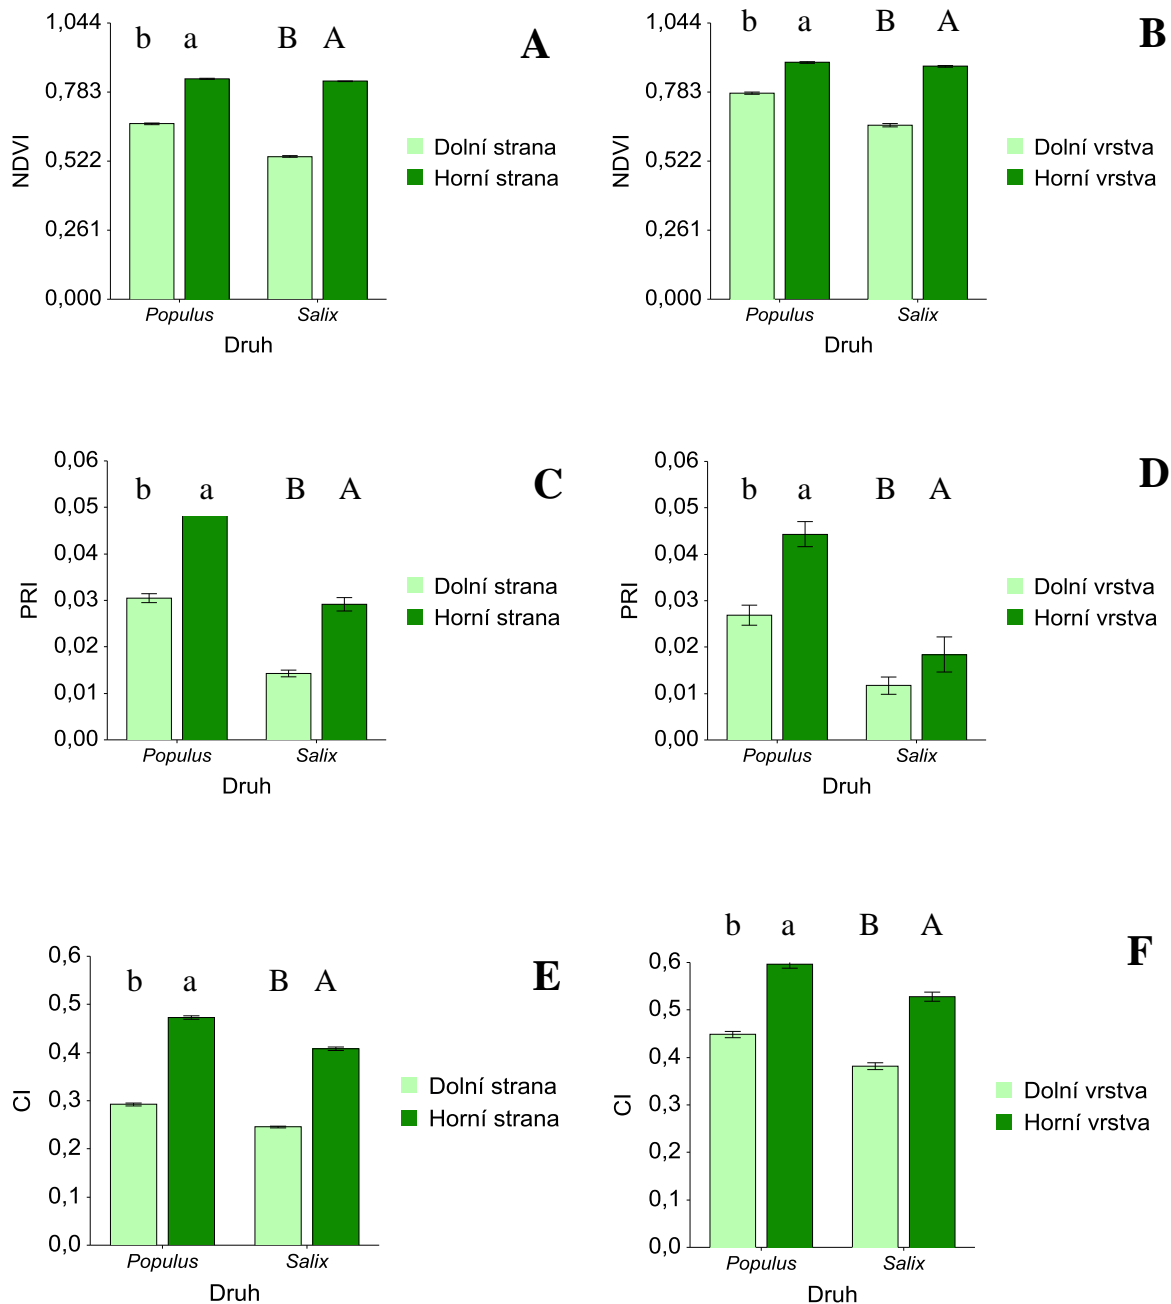 1,044
0,783
0,522
0,261
0,000
NDVI
b a B A
A
Dolní strana
Horní strana
Populus Salix
Druh
1,044
0,783
0,522
0,261
0,000
NDVI
b a B A
B
Dolní vrstva
Horní vrstva
Populus Salix
Druh
0,06
0,05
0,04
0,03
0,02
0,01
0,00
PRI
b a B A
C
Dolní strana
Horní strana
Populus Salix
Druh
0,06
0,05
0,04
0,03
0,02
0,01
0,00
PRI
b a B A
D
Dolní vrstva
Horní vrstva
Populus Salix
Druh
0,6
0,5
0,4
0,3
0,2
0,1
0,0
CI
b a B A
E
Dolní strana
Horní strana
Populus Salix
Druh
0,6
0,5
0,4
0,3
0,2
0,1
0,0
CI
b a B A
F
Dolní vrstva
Horní vrstva
Populus Salix
Druh